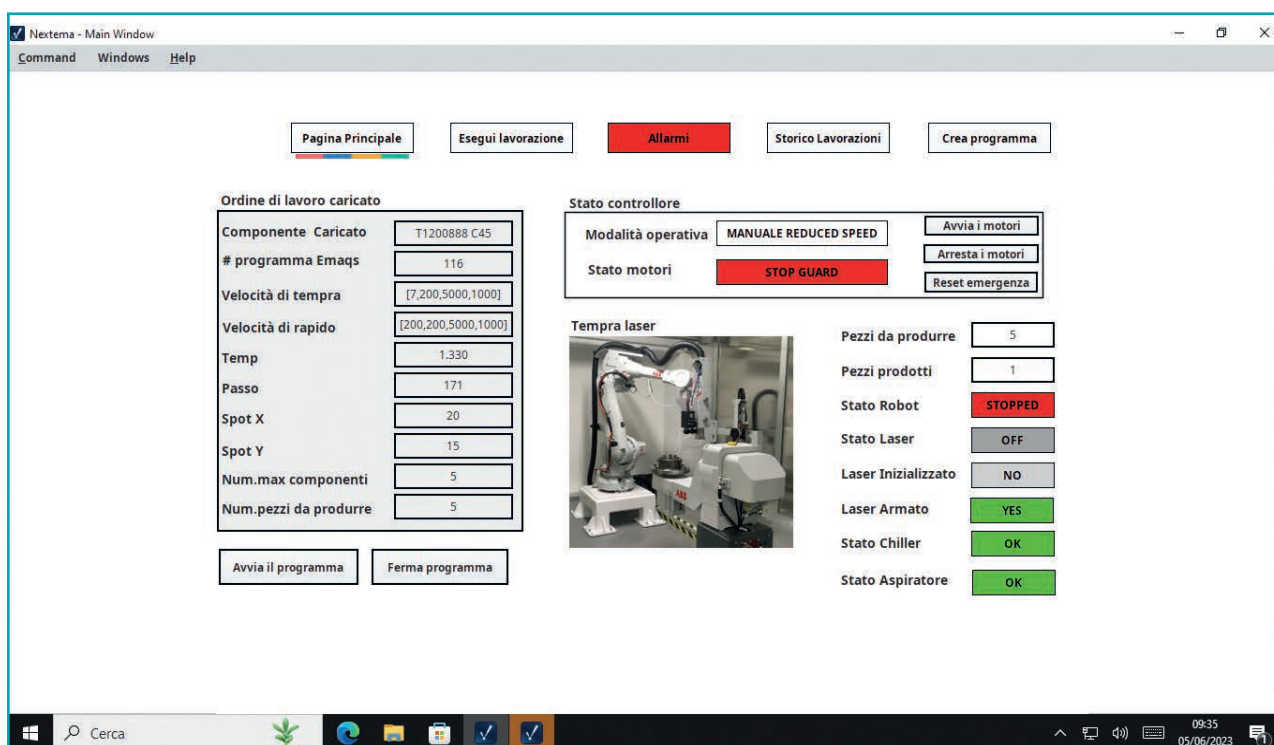 Nextema - Main Window
Command Windows Help
Pagina Principale Esegui lavorazione Allarmi Storico Lavorazioni Crea programma
Ordine di lavoro caricato
Componente Caricato T1200888 C45
# programma Emaqs 116
Velocità di tempra [7,200,5000,1000]
Velocità di rapido [200,200,5000,1000]
Temp 1.330
Passo 171
Spot X 20
Spot Y 15
Num.max componenti 5
Num.pezzi da produrre 5
Avvia il programma Ferma programma
Stato controllore
Modalità operativa MANUALE REDUCED SPEED Avvia i motori
Arresta i motori
Stato motori STOP GUARD Reset emergenza
Tempra laser
ABB
ABB
Pezzi da produrre 5
Pezzi prodotti 1
Stato Robot STOPPED
Stato Laser OFF
Laser Inizializzato NO
Laser Armato YES
Stato Chiller OK
Stato Aspiratore OK
Cerca
09:35
05/06/2023
1